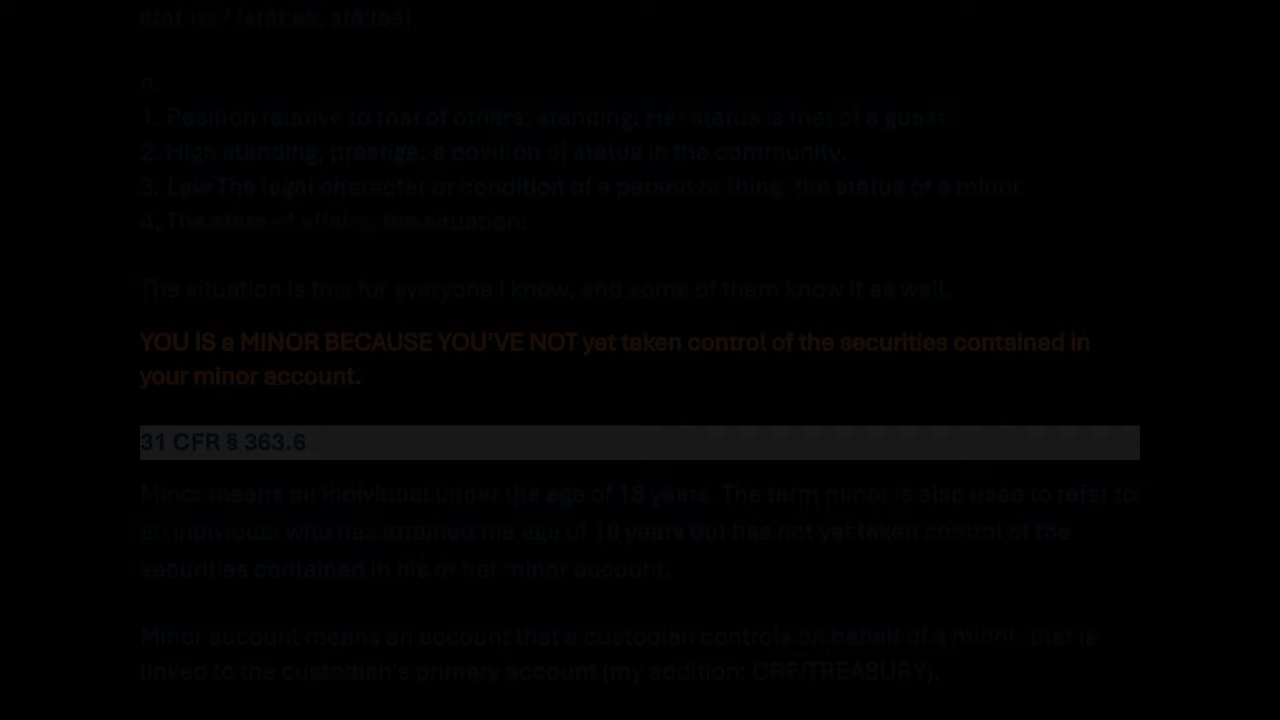 n.
1. Position relative to that of others; standing: Her status is that of a guest.
2. High standing; prestige: a position of status in the community.
3. Law The legal character or condition of a person or thing: the status of a minor.
4. The state of affairs; the situation.
The situation is this for everyone I know, and some of them know it as well.
YOU IS a MINOR BECAUSE YOU'VE NOT yet taken control of the securities contained in
your minor account.
31 CFR § 363.6
Minor means an individual under the age of 18 years. The term minor is also used to refer to
an individual who has attained the age of 18 years but has not yet taken control of the
securities contained in his or her minor account.
Minor account means an account that a custodian controls on behalf of a minor, that is
linked to the custodian's primary account (my addition: CRF/TREASURY).